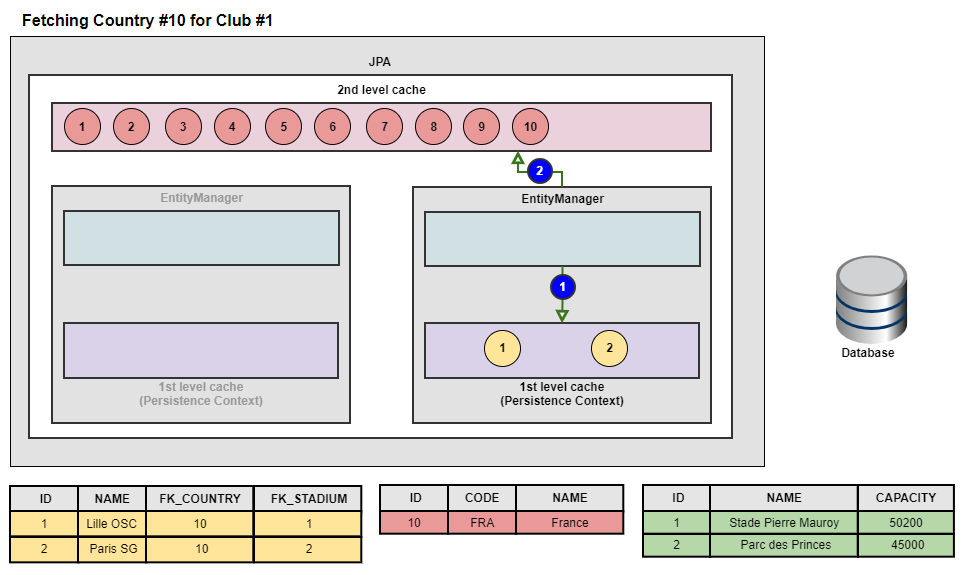 Fetching Country #10 for Club #1
JPA
2nd level cache
1 2 3 4 5 6 7 8 9 10
2
EntityManager EntityManager
1
1 2
1st level cache 1st level cache
(Persistence Context) (Persistence Context)
Database
ID NAME FK_COUNTRY FK_STADIUM
1 Lille OSC 10 1
2 Paris SG 10 2
ID CODE NAME
10 FRA France
ID NAME CAPACITY
1 Stade Pierre Mauroy 50200
2 Parc des Princes 45000